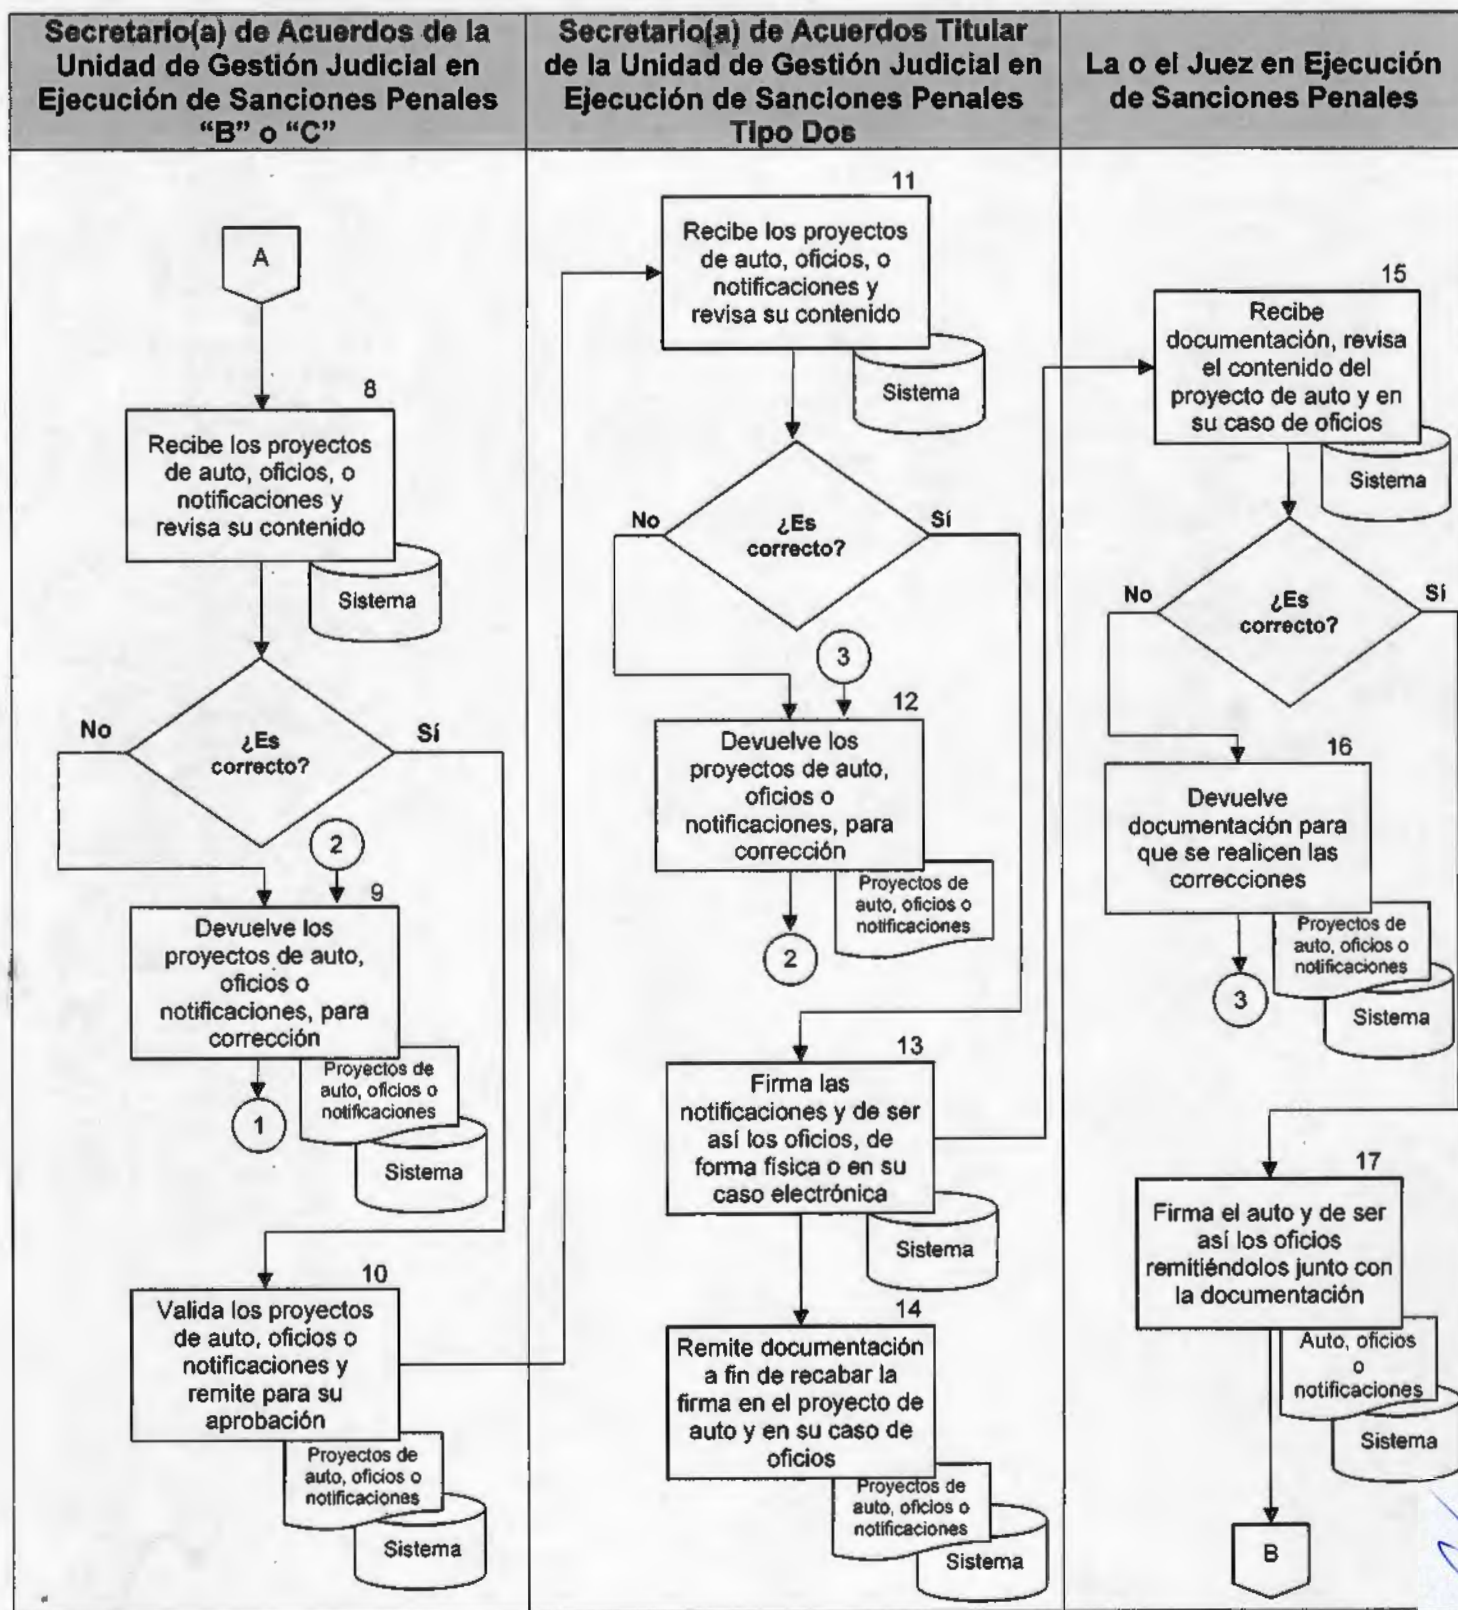 Secretario(a) de Acuerdos de la
Unidad de Gestión Judicial en
Ejecución de Sanciones Penales
“B” o “C”
Secretario(a) de Acuerdos Titular
de la Unidad de Gestión Judicial en
Ejecución de Sanciones Penales
Tipo Dos
La o el Juez en Ejecución
de Sanciones Penales
A
8
Recibe los proyectos
de auto, oficios, o
notificaciones y
revisa su contenido
Sistema
¿Es
correcto?
No
Sí
2
9
Devuelve los
proyectos de auto,
oficios o
notificaciones, para
corrección
Proyectos de
auto, oficios o
notificaciones
Sistema
1
10
Valida los proyectos
de auto, oficios o
notificaciones y
remite para su
aprobación
Proyectos de
auto, oficios o
notificaciones
Sistema
11
Recibe los proyectos
de auto, oficios, o
notificaciones y
revisa su contenido
Sistema
¿Es
correcto?
No
Sí
3
12
Devuelve los
proyectos de auto,
oficios o
notificaciones, para
corrección
Proyectos de
auto, oficios o
notificaciones
2
13
Firma las
notificaciones y de ser
así los oficios, de
forma física o en su
caso electrónica
Sistema
14
Remite documentación
a fin de recabar la
firma en el proyecto de
auto y en su caso de
oficios
Proyectos de
auto, oficios o
notificaciones
Sistema
15
Recibe
documentación, revisa
el contenido del
proyecto de auto y en
su caso de oficios
Sistema
¿Es
correcto?
No
Sí
16
Devuelve
documentación para
que se realicen las
correcciones
Proyectos de
auto, oficios o
notificaciones
Sistema
3
17
Firma el auto y de ser
así los oficios
remitiéndolos junto con
la documentación
Auto, oficios
o
notificaciones
Sistema
B